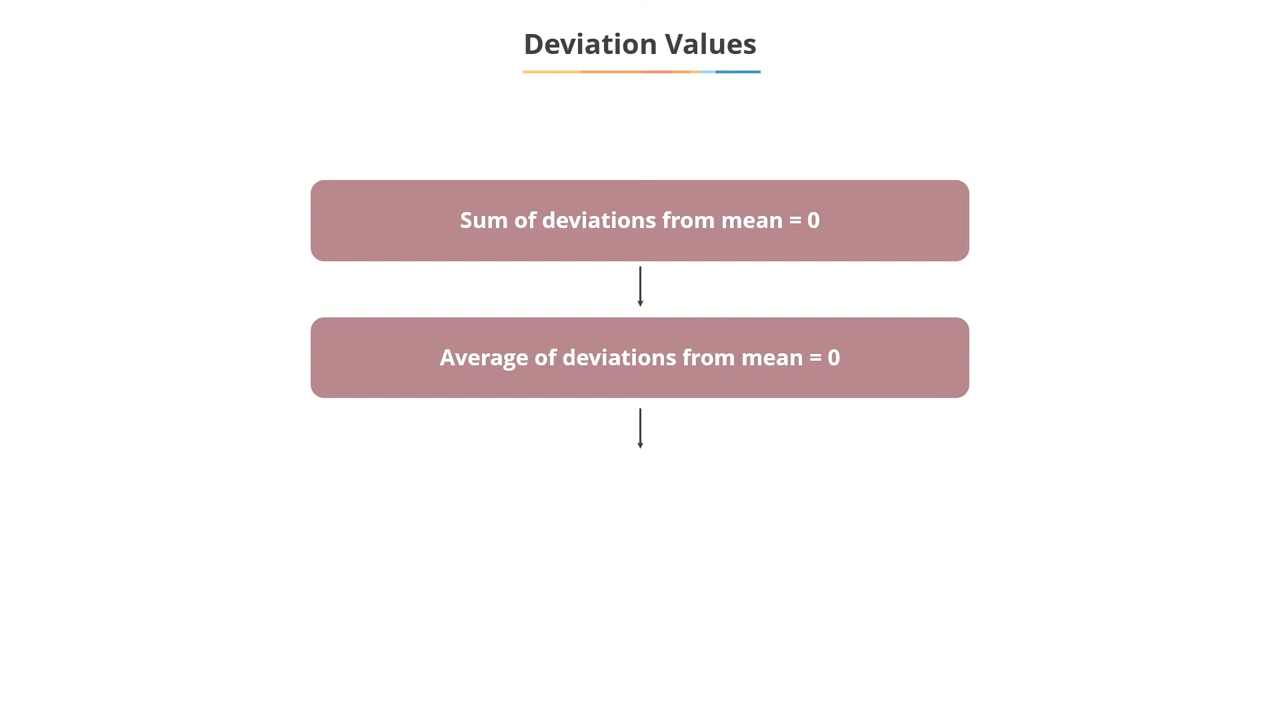 Deviation Values
Sum of deviations from mean = 0
Average of deviations from mean = 0